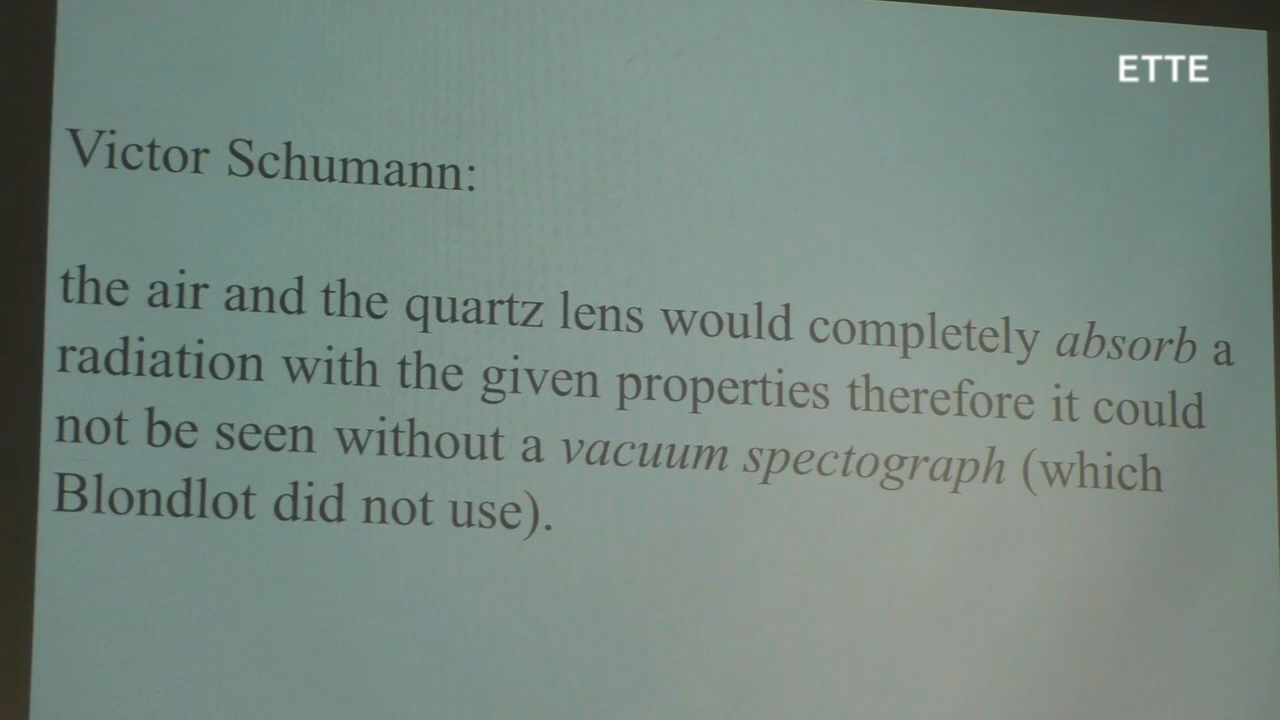 ETTE
Victor Schumann:
the air and the quartz lens would completely absorb a
radiation with the given properties therefore it could
not be seen without a vacuum spectograph (which
Blondlot did not use).